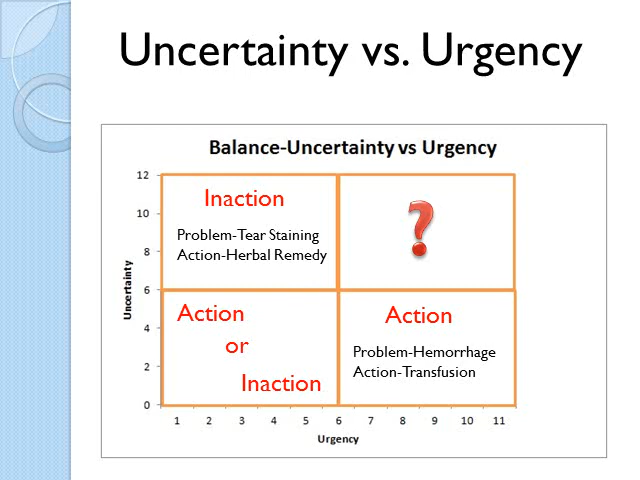 Uncertainty vs. Urgency
Balance-Uncertainty vs Urgency
12
10
8
6
4
2
0
Uncertainty
Inaction
Problem-Tear Staining
Action-Herbal Remedy
?
Action
or
Inaction
Action
Problem-Hemorrhage
Action-Transfusion
1 2 3 4 5 6 7 8 9 10 11
Urgency